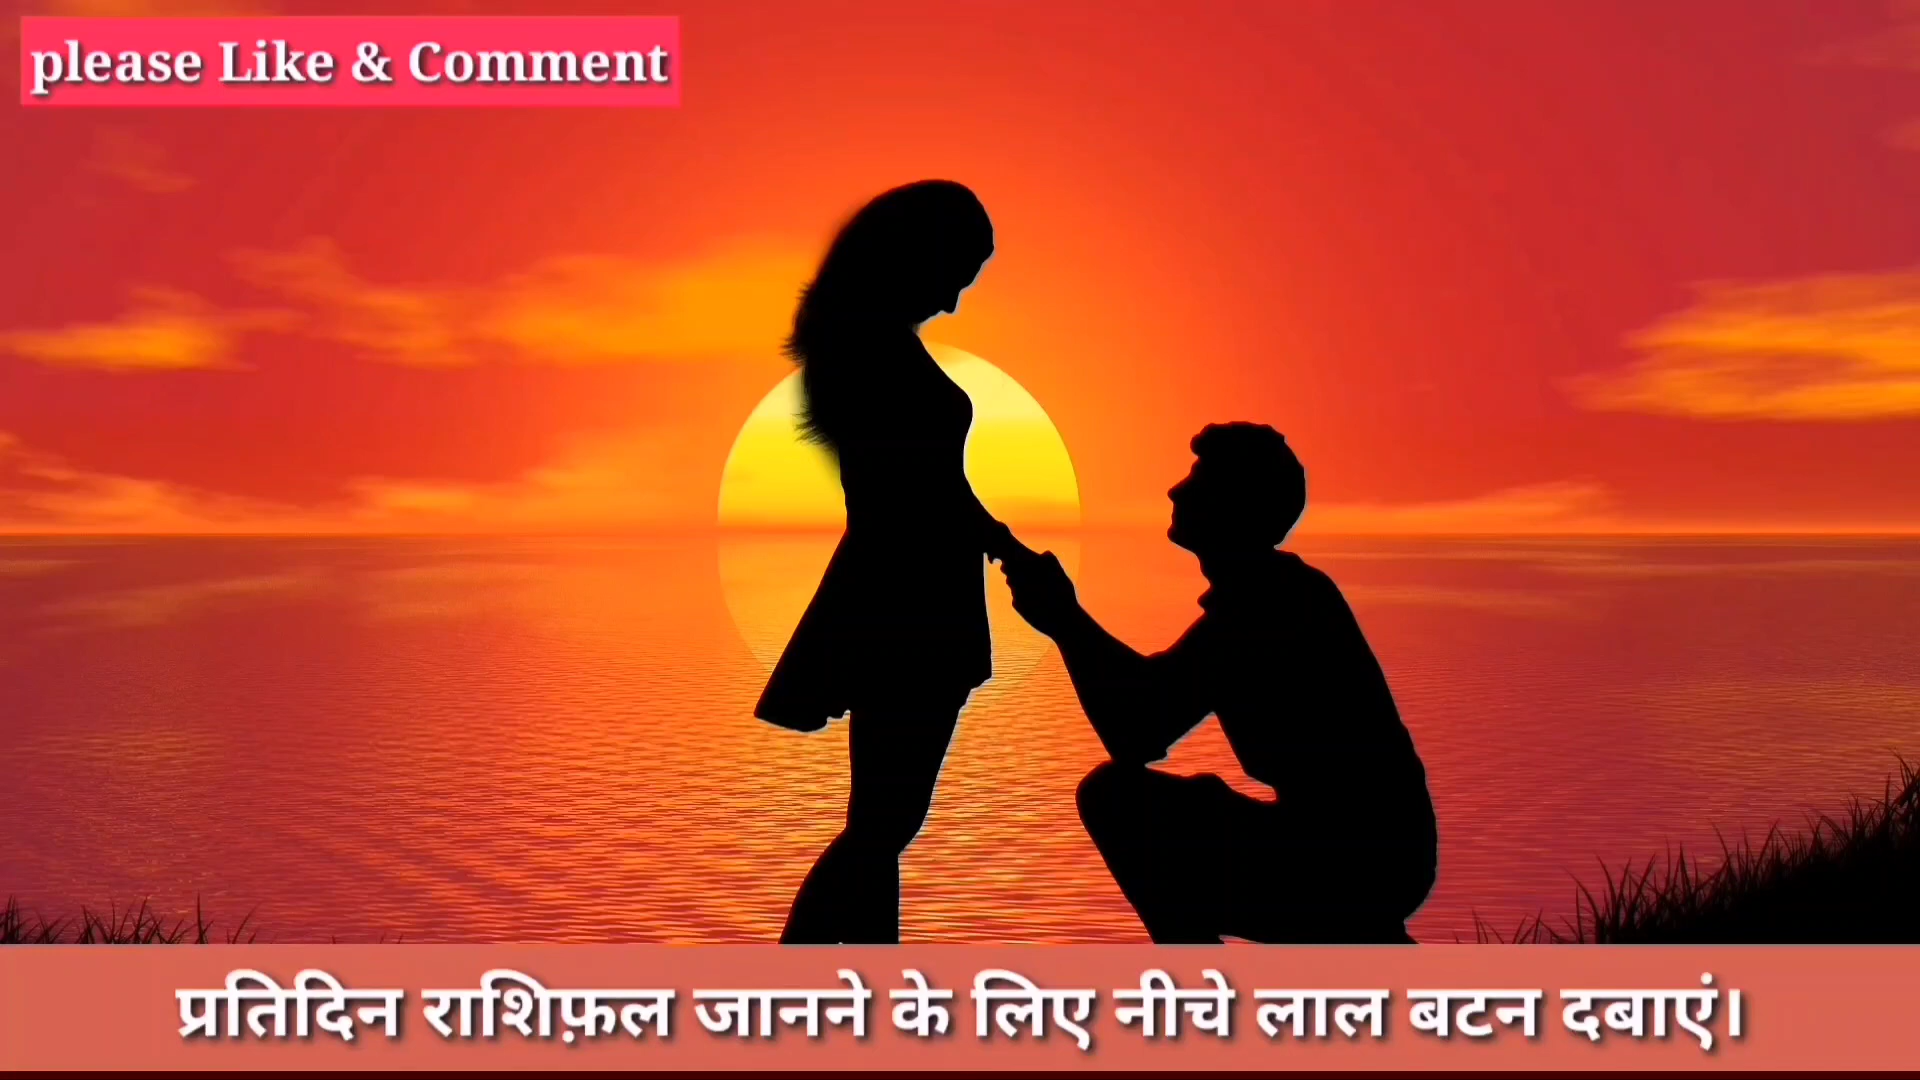 please Like & Comment
प्रतिदिन राशिफ़ल जानने के लिए नीचे लाल बटन दबाएं।